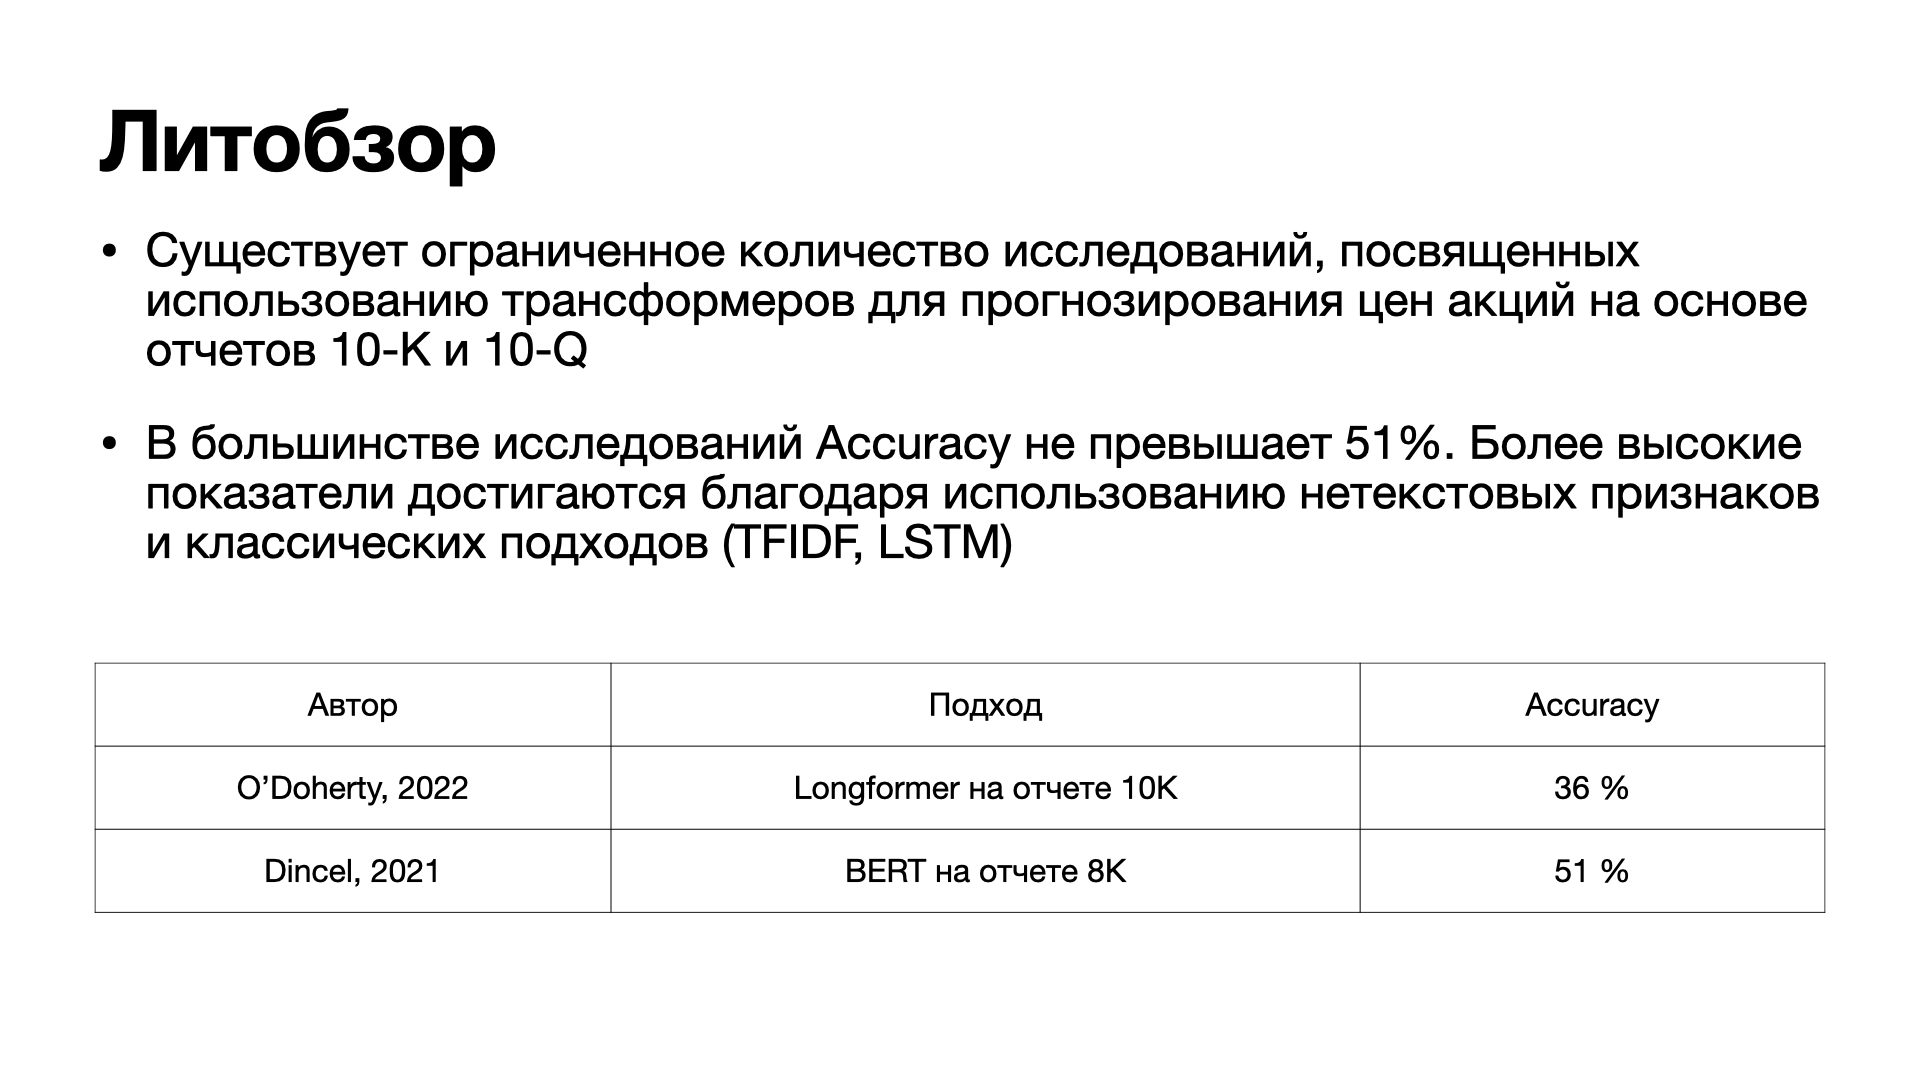 Литобзор
• Существует ограниченное количество исследований, посвященных
использованию трансформеров для прогнозирования цен акций на основе
отчетов 10-K и 10-Q
• В большинстве исследований Accuracy не превышает 51%. Более высокие
показатели достигаются благодаря использованию нетекстовых признаков
и классических подходов (TFIDF, LSTM)
Автор Подход Accuracy
O’Doherty, 2022 Longformer на отчете 10K 36 %
Dincel, 2021 BERT на отчете 8K 51 %